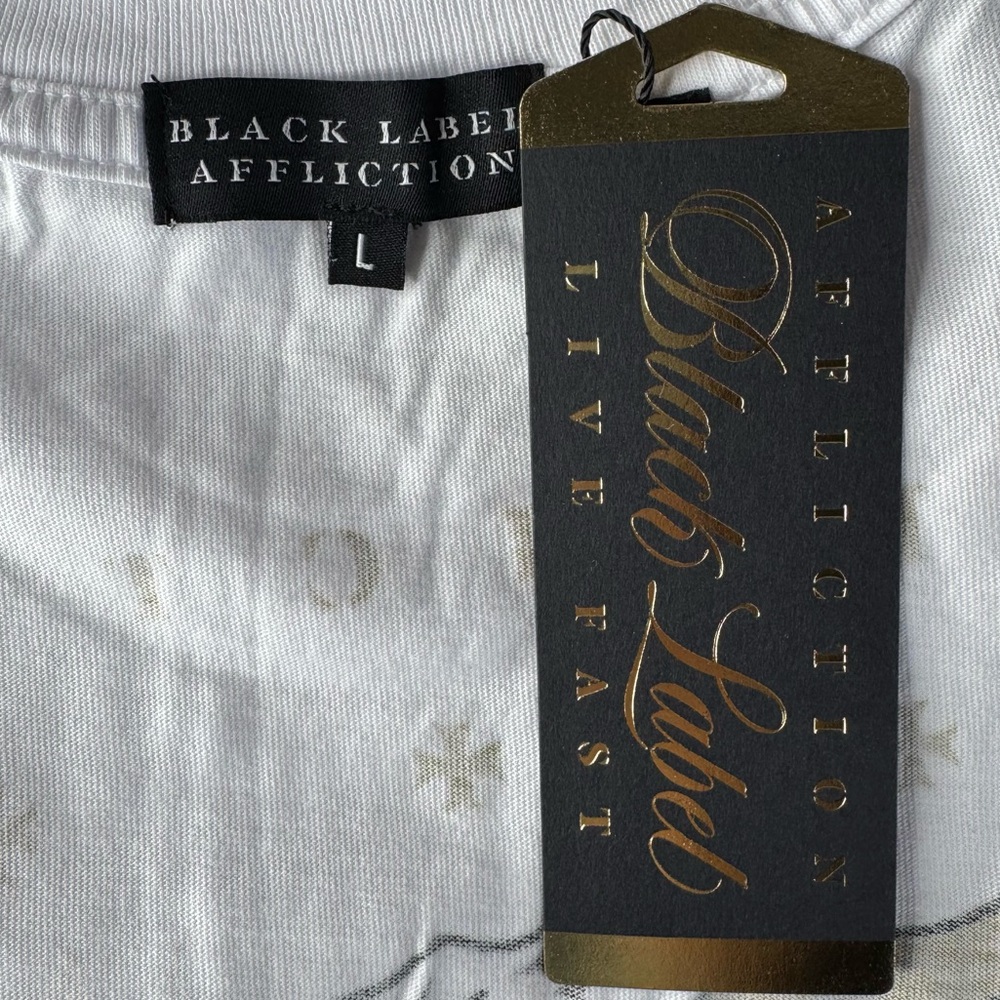 BLACK LABEL
AFFLICTION
L
AFFLICTION
Black Label
LIVE FAST